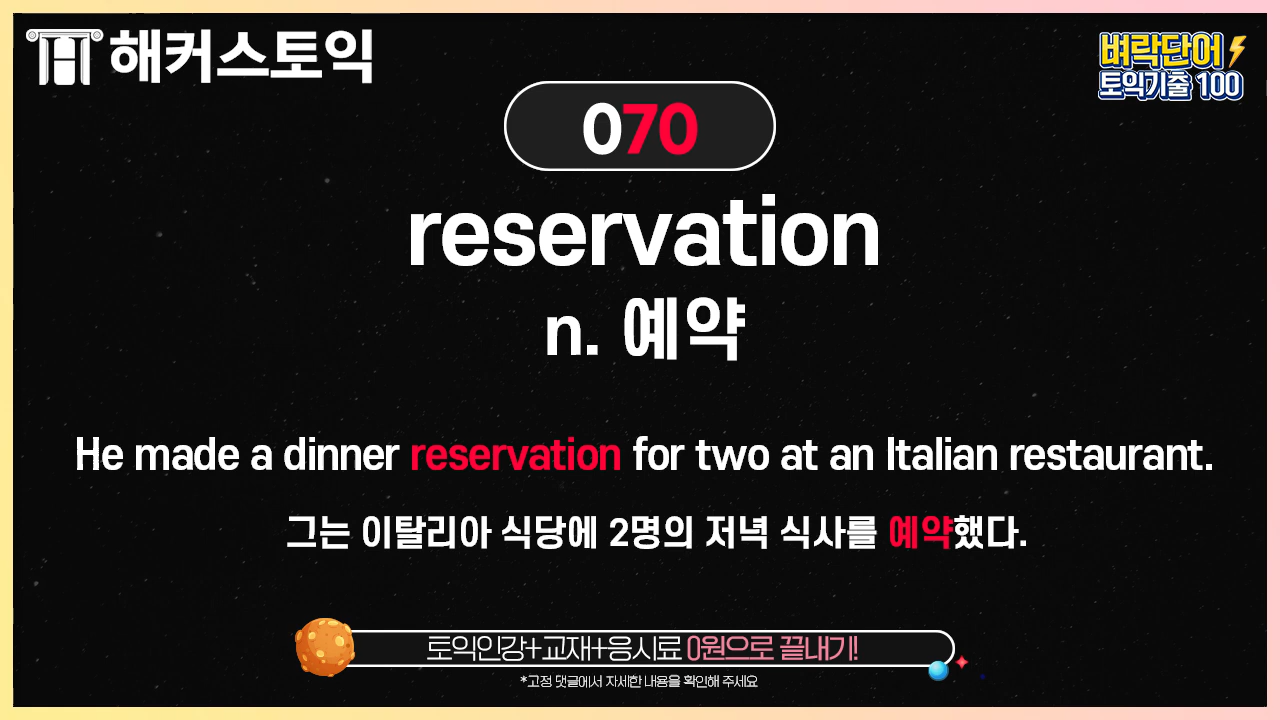 해커스토익
벼락단어
토익기출 100
070
reservation
n. 예약
He made a dinner reservation for two at an Italian restaurant.
그는 이탈리아 식당에 2명의 저녁 식사를 예약했다.
토익인강+교재+응시료 0원으로 끝내기!
*고정 댓글에서 자세한 내용을 확인해 주세요